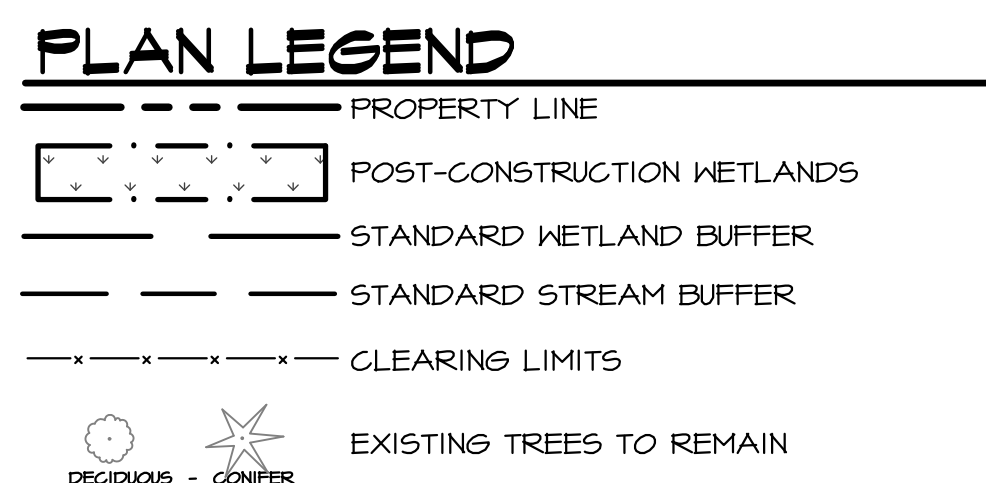 PLAN LEGEND
PROPERTY LINE
POST-CONSTRUCTION WETLANDS
STANDARD WETLAND BUFFER
STANDARD STREAM BUFFER
CLEARING LIMITS
EXISTING TREES TO REMAIN
DECIDUOUS - CONIFER